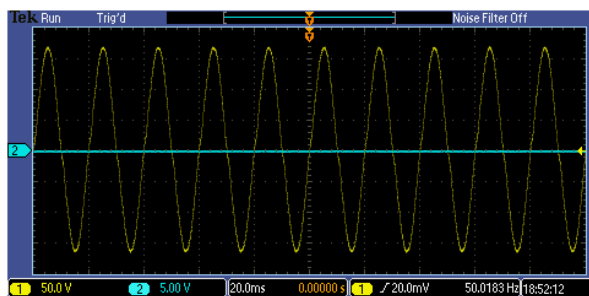 Tek Run Trig'd Noise Filter Off
2
1 50.0 V 2 5.00 V 20.0ms 0.00000 s 1 20.0mV 50.0183 Hz 18:52:12